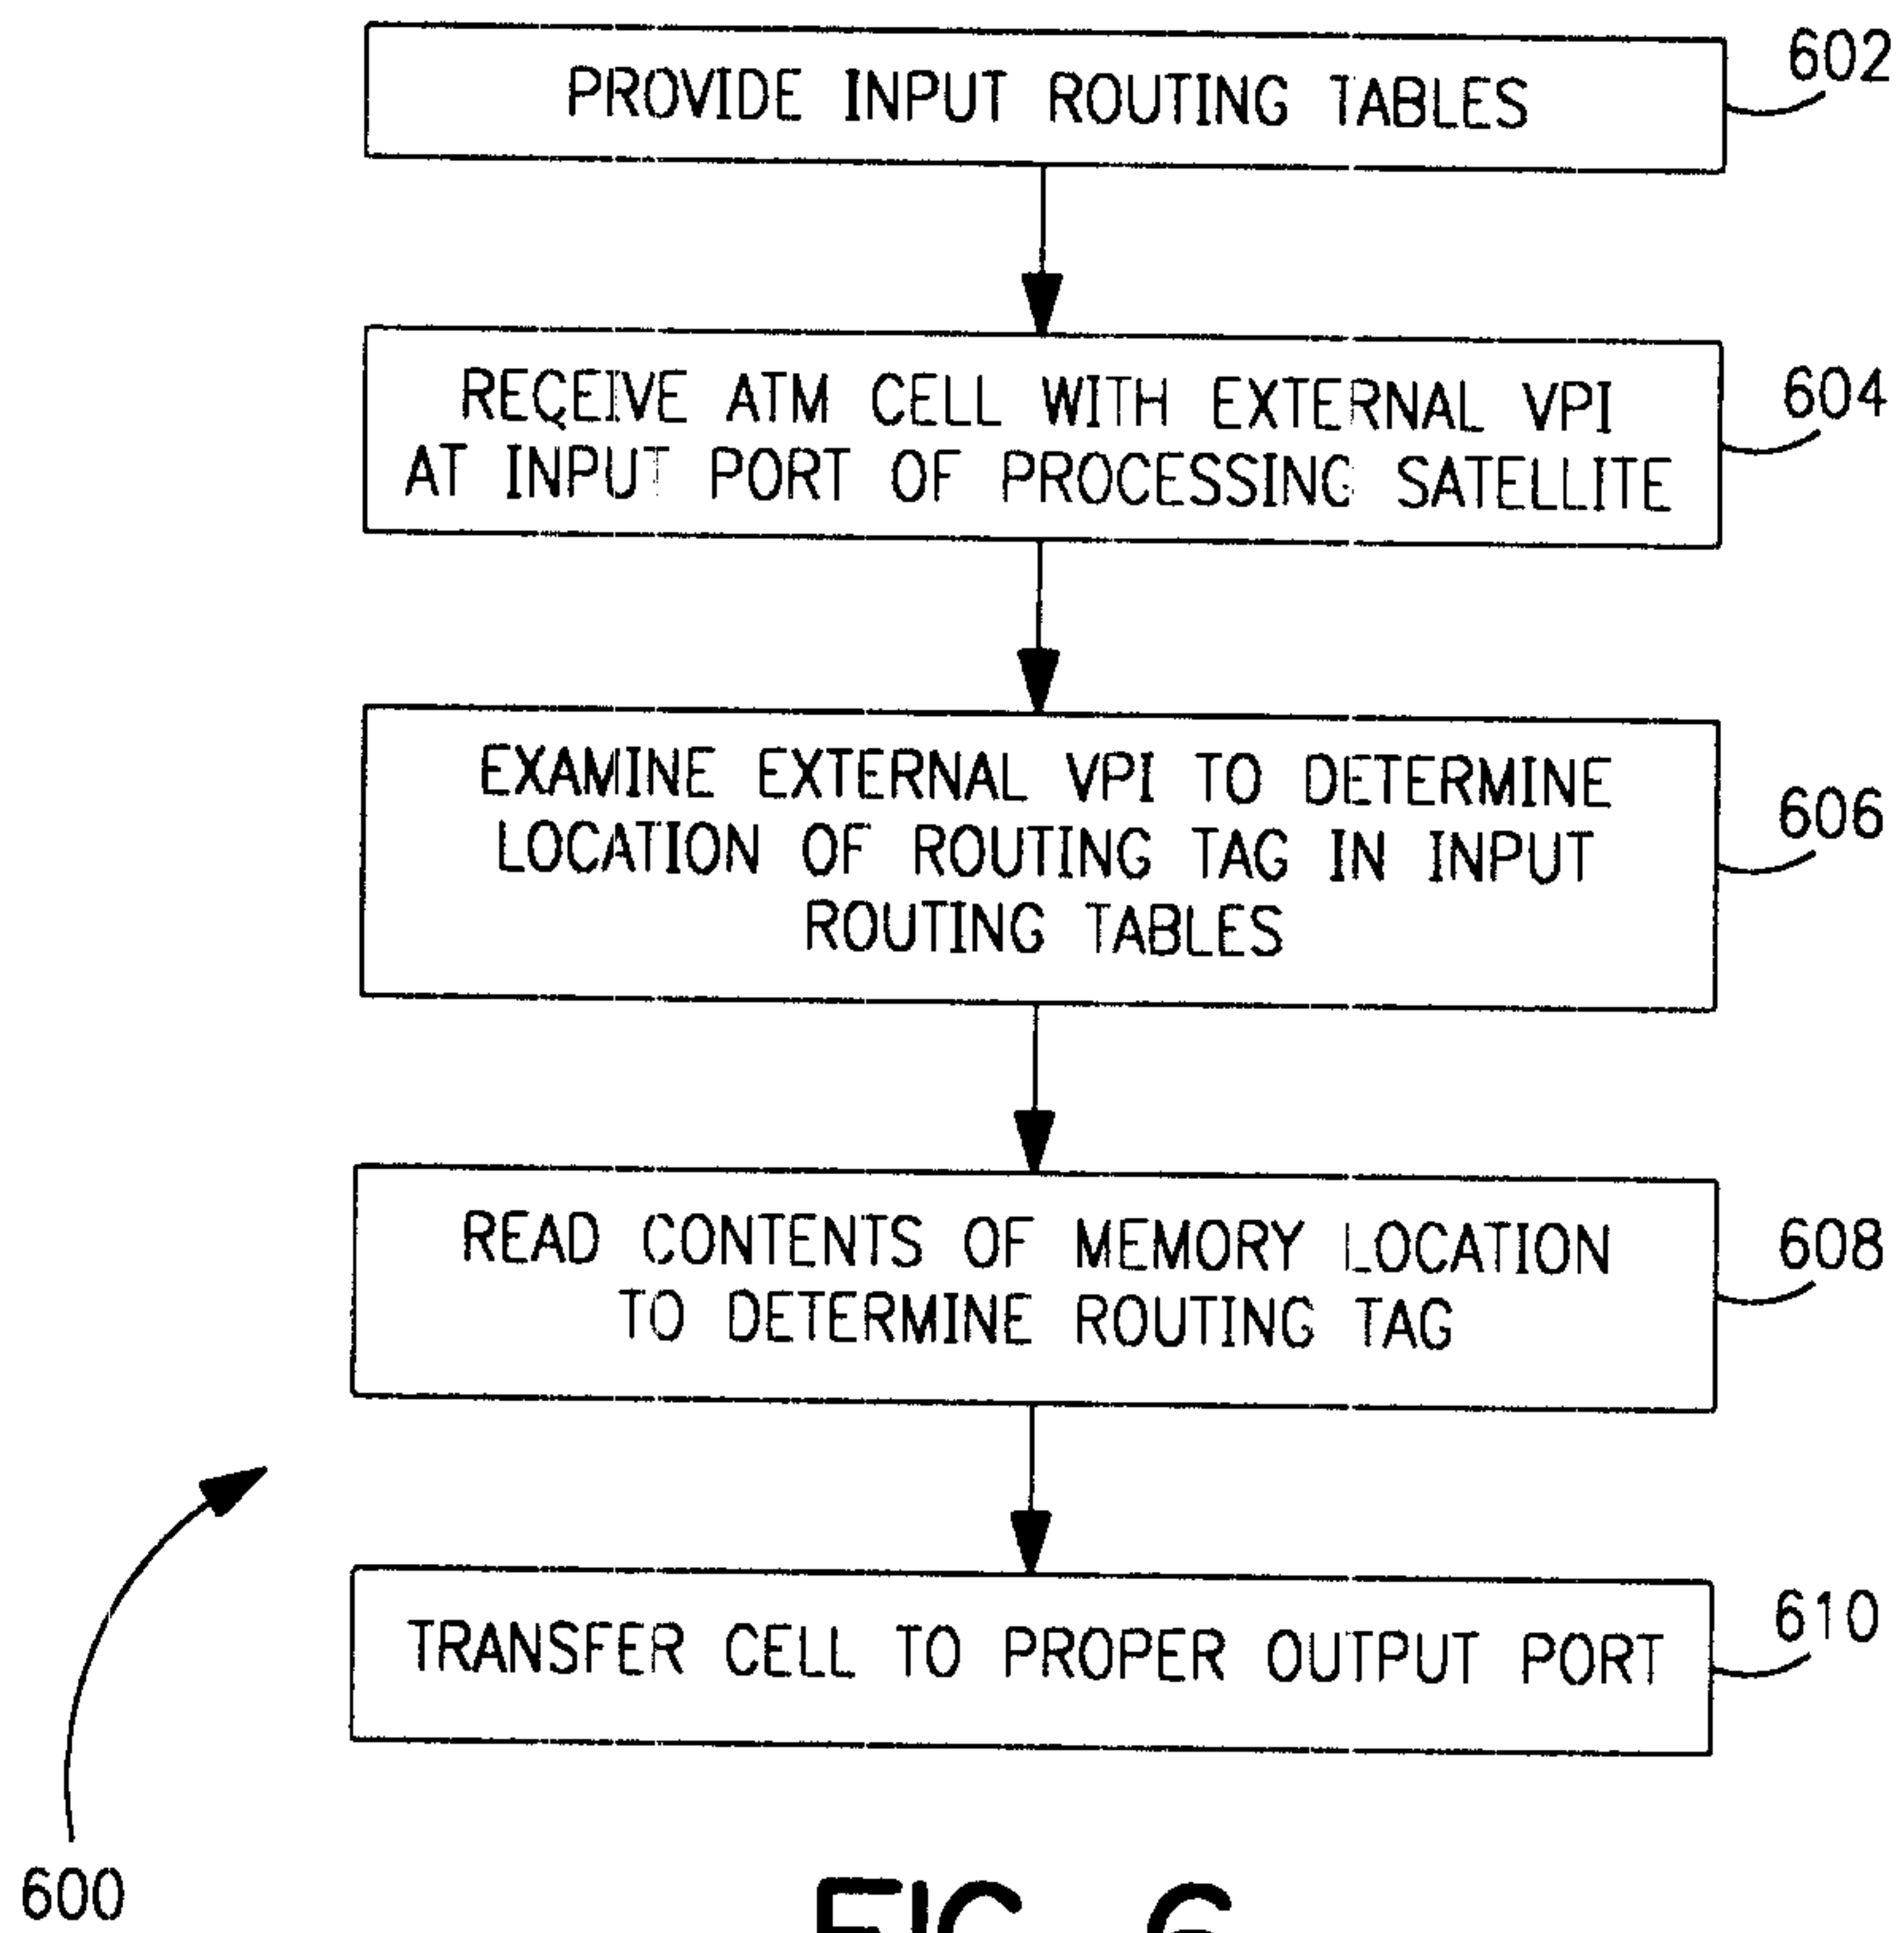 PROVIDE INPUT ROUTING TABLES
602
RECEIVE ATM CELL WITH EXTERNAL VPI
AT INPUT PORT OF PROCESSING SATELLITE
604
EXAMINE EXTERNAL VPI TO DETERMINE
LOCATION OF ROUTING TAG IN INPUT
ROUTING TABLES
606
READ CONTENTS OF MEMORY LOCATION
TO DETERMINE ROUTING TAG
608
TRANSFER CELL TO PROPER OUTPUT PORT
610
600
FIG. 6